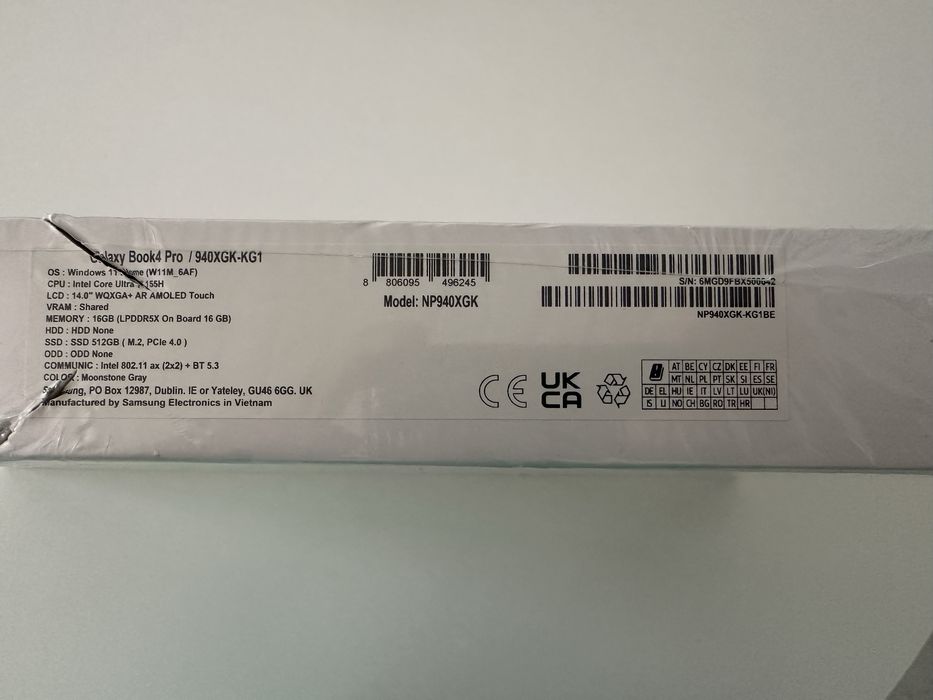 Galaxy Book4 Pro / 940XGK-KG1
OS : Windows 11 Home (W11M_6AF)
CPU : Intel Core Ultra 155H
LCD : 14.0" WQXGA+ AR AMOLED Touch
VRAM : Shared
MEMORY : 16GB (LPDDR5X On Board 16 GB)
HDD : HDD None
SSD : SSD 512GB ( M.2, PCIe 4.0 )
ODD : ODD None
COMMUNIC : Intel 802.11 ax (2x2) + BT 5.3
COLOR : Moonstone Gray
Samsung, PO Box 12987, Dublin. IE or Yateley, GU46 6GG. UK
Manufactured by Samsung Electronics in Vietnam
8 806095 496245
Model: NP940XGK
S/N:
NP940XGK-KG1BE
CE
UK
CA
AT BE CY CZ DK EE FI FR
MT NL PL PT SK SI ES SE
DE EL HU IE IT LV LT LU UK(NI)
IS LI NO CH BG RO TR HR